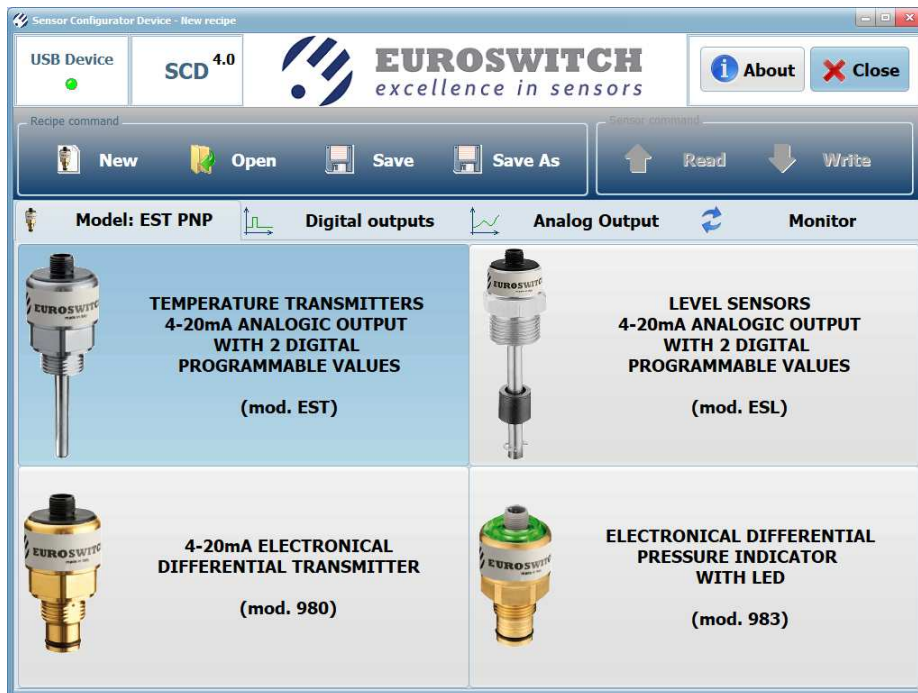 Sensor Configurator Device - New recipe
USB Device
SCD 4.0
EUROSWITCH
excellence in sensors
About
Close
Recipe command
New
Open
Save
Save As
Sensor command
Read
Write
Model: EST PNP
Digital outputs
Analog Output
Monitor
EUROSWITC
TEMPERATURE TRANSMITTERS
4-20mA ANALOGIC OUTPUT
WITH 2 DIGITAL
PROGRAMMABLE VALUES
(mod. EST)
EUROSWIT
LEVEL SENSORS
4-20mA ANALOGIC OUTPUT
WITH 2 DIGITAL
PROGRAMMABLE VALUES
(mod. ESL)
EUROSWITC
4-20mA ELECTRONICAL
DIFFERENTIAL TRANSMITTER
(mod. 980)
EUROSWIT
ELECTRONICAL DIFFERENTIAL
PRESSURE INDICATOR
WITH LED
(mod. 983)